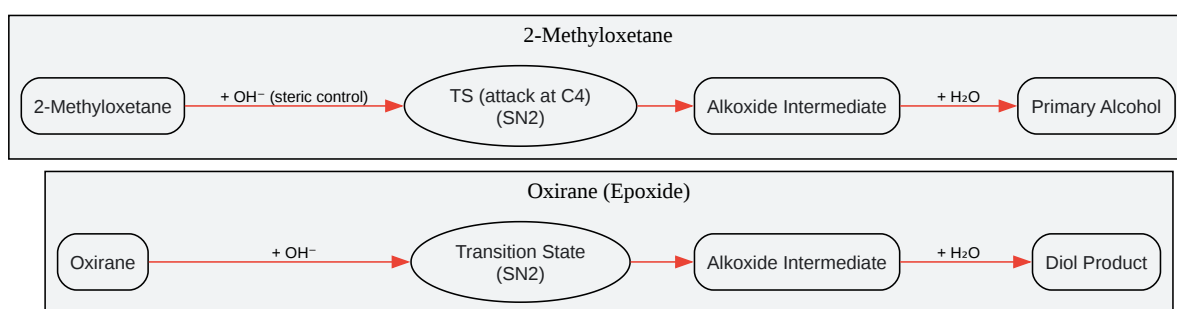 2-Methyloxetane
2-Methyloxetane
+ OH⁻ (steric control)
TS (attack at C4)
(SN2)
Alkoxide Intermediate
+ H₂O
Primary Alcohol
Oxirane (Epoxide)
Oxirane
+ OH⁻
Transition State
(SN2)
Alkoxide Intermediate
+ H₂O
Diol Product